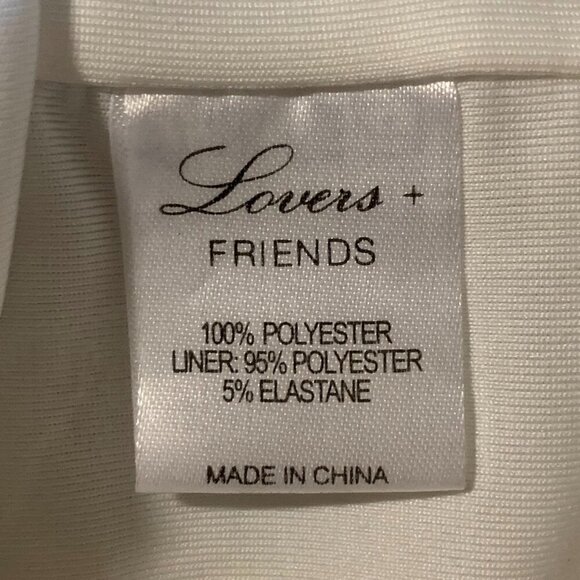 Lovers +
FRIENDS
100% POLYESTER
LINER: 95% POLYESTER
5% ELASTANE
MADE IN CHINA